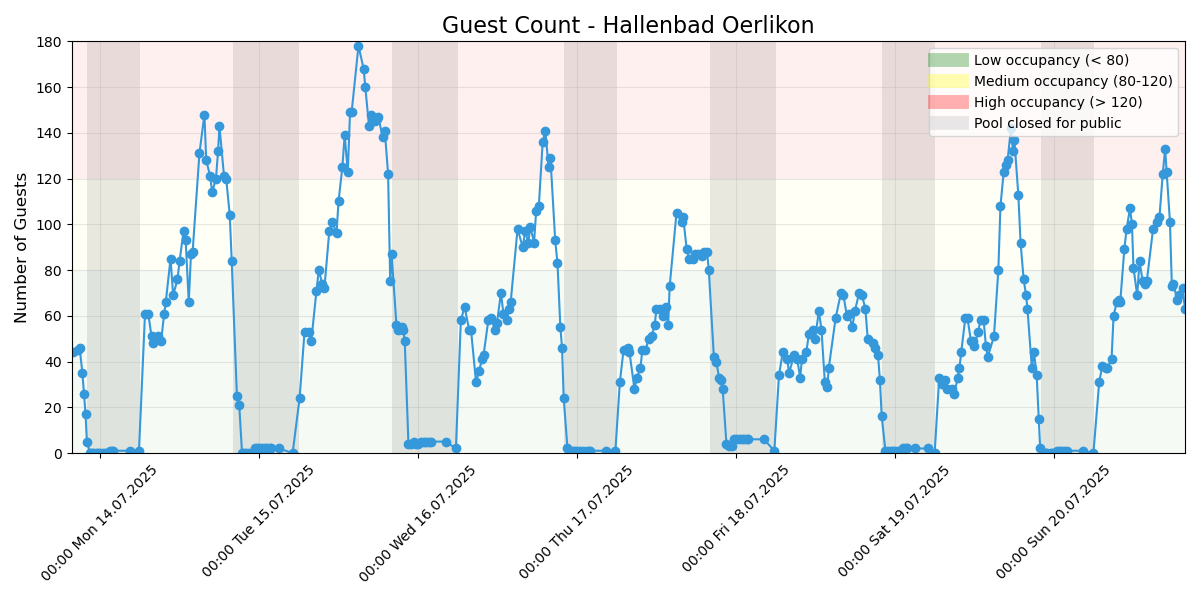 Guest Count - Hallenbad Oerlikon
Number of Guests
180
160
140
120
100
80
60
40
20
0
Low occupancy (< 80)
Medium occupancy (80-120)
High occupancy (> 120)
Pool closed for public
00:00 Mon 14.07.2025
00:00 Tue 15.07.2025
00:00 Wed 16.07.2025
00:00 Thu 17.07.2025
00:00 Fri 18.07.2025
00:00 Sat 19.07.2025
00:00 Sun 20.07.2025